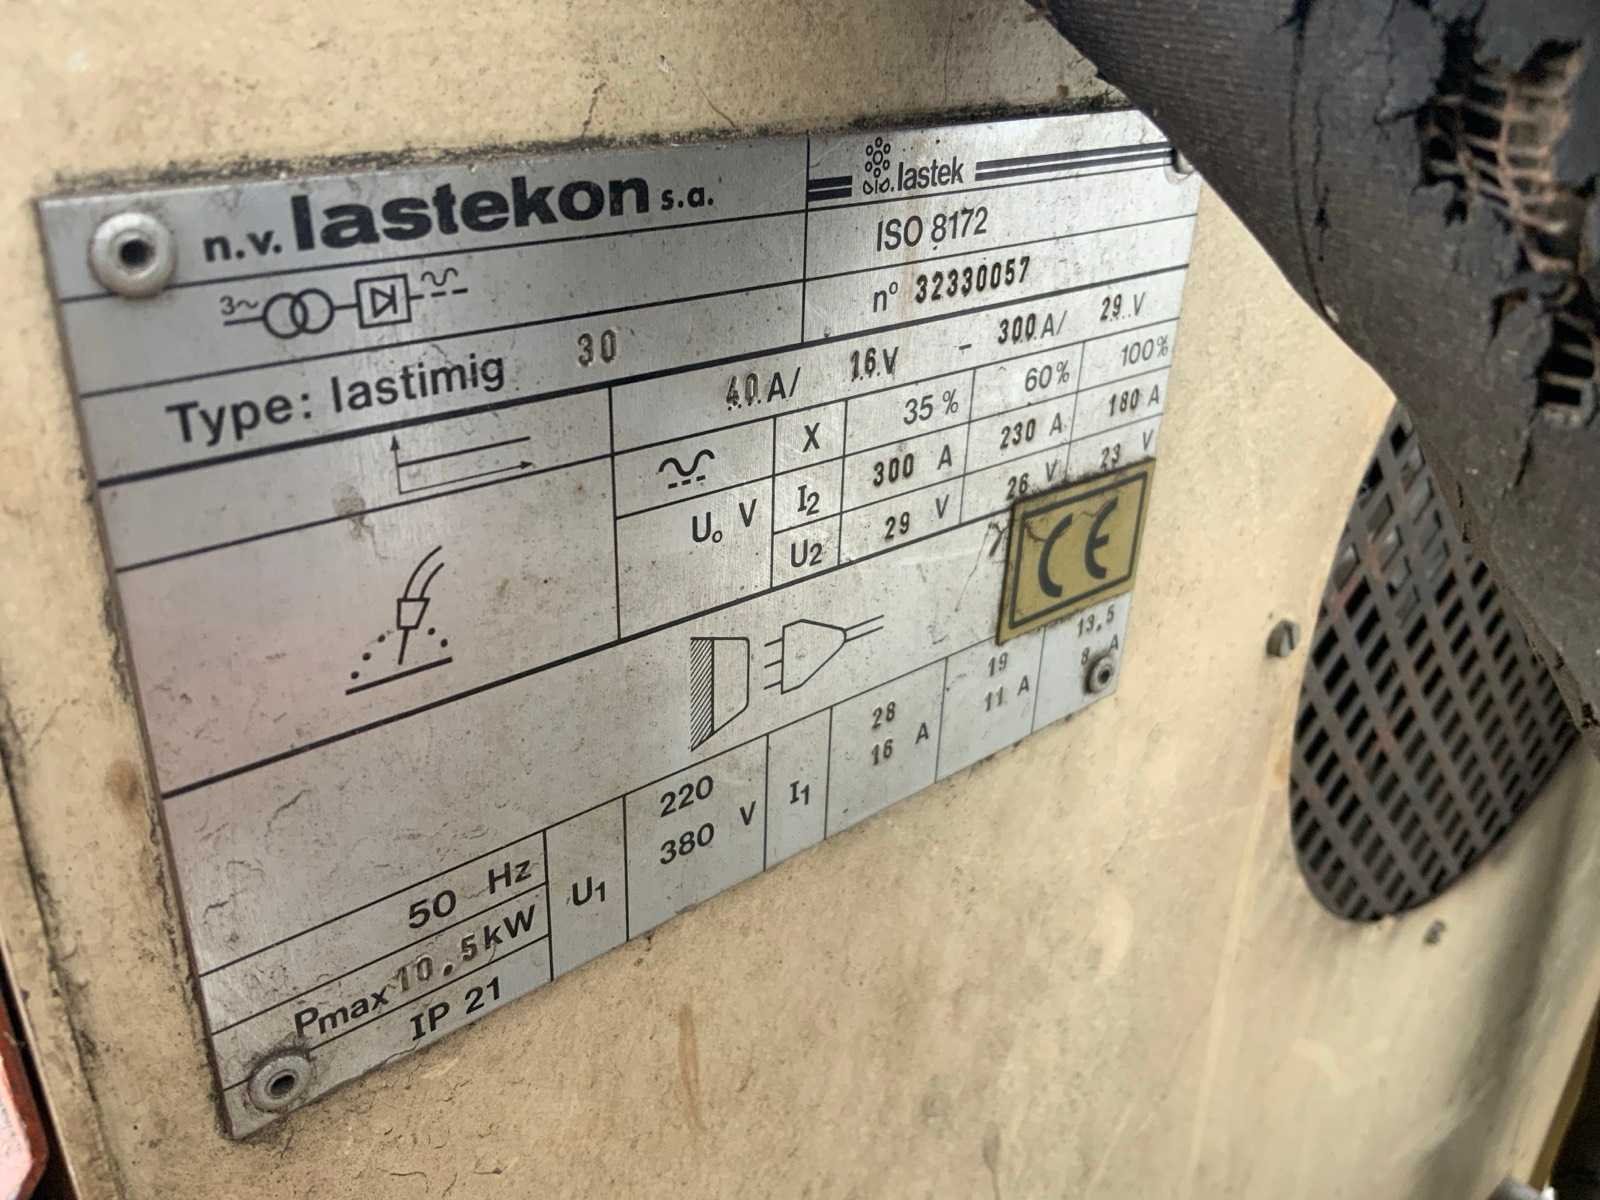 n.v. lastekon s.a.
lastek
ISO 8172
3~
n° 32330057
Type: lastimig 30
40 A/ 16 V - 300 A/ 29 V
X 35% 60% 100%
I2 300 A 230 A 180 A
U₀ V
U2 29 V 26 V 23 V
CE
50 Hz
U1 220 380 V
I1 28 16 A 19 11 A 13.5 8 A
Pmax 10.5 kW
IP 21